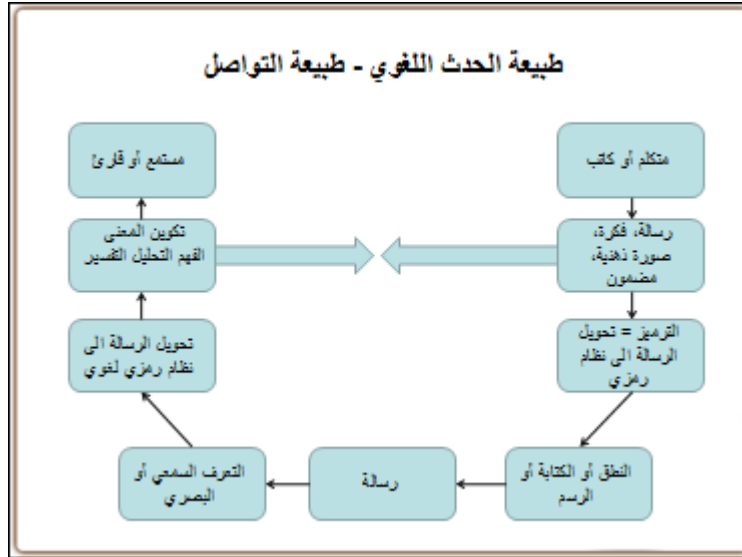 طبيعة الحدث اللغوي - طبيعة التواصل
متكلم أو كاتب
مستمع أو قارئ
رسالة، فكرة،
صورة ذهنية،
مضمون
تكوين المعنى
الفهم التحليل التفسير
الترميز = تحويل
الرسالة الى نظام
رمزي
تحويل الرسالة الى
نظام رمزي لغوي
النطق أو الكتابة أو
الرسم
رسالة
التعرف السمعي أو
البصري